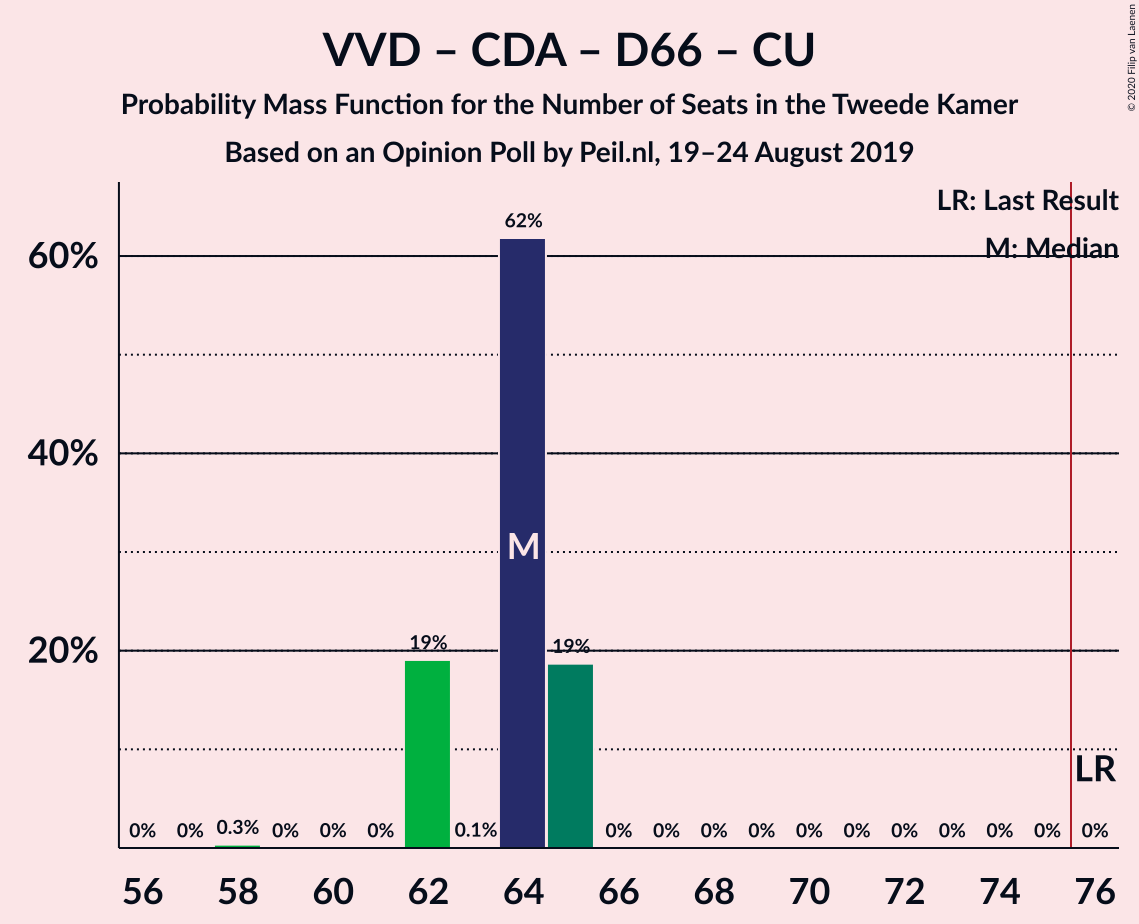 VVD – CDA – D66 – CU
Probability Mass Function for the Number of Seats in the Tweede Kamer
Based on an Opinion Poll by Peil.nl, 19–24 August 2019
© 2020 Filip van Laenen
LR: Last Result
M: Median
60%
40%
20%
0% 0% 0.3% 0% 0% 0% 19% 0.1% 62% 19% 0% 0% 0% 0% 0% 0% 0% 0% 0% 0% 0%
M
LR
56 58 60 62 64 66 68 70 72 74 76